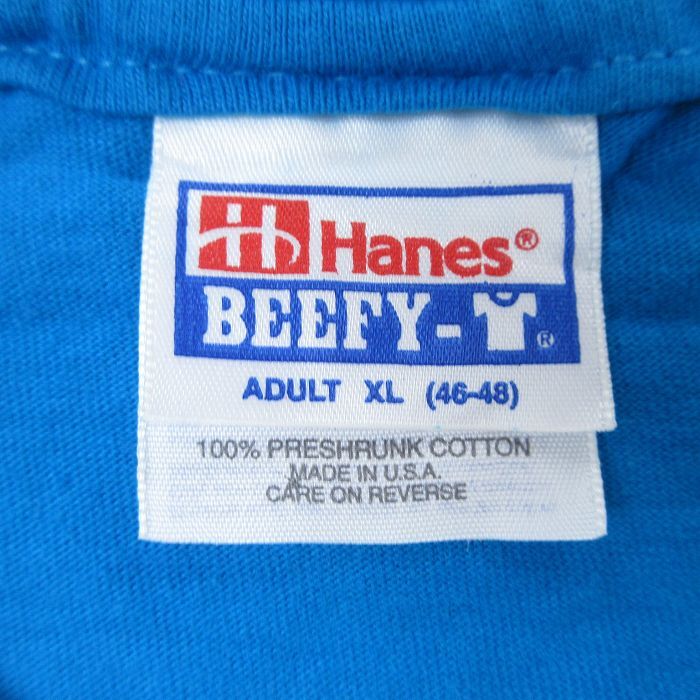 Hanes®
BEEFY-T®
ADULT XL (46-48)
100% PRESHRUNK COTTON
MADE IN U.S.A.
CARE ON REVERSE